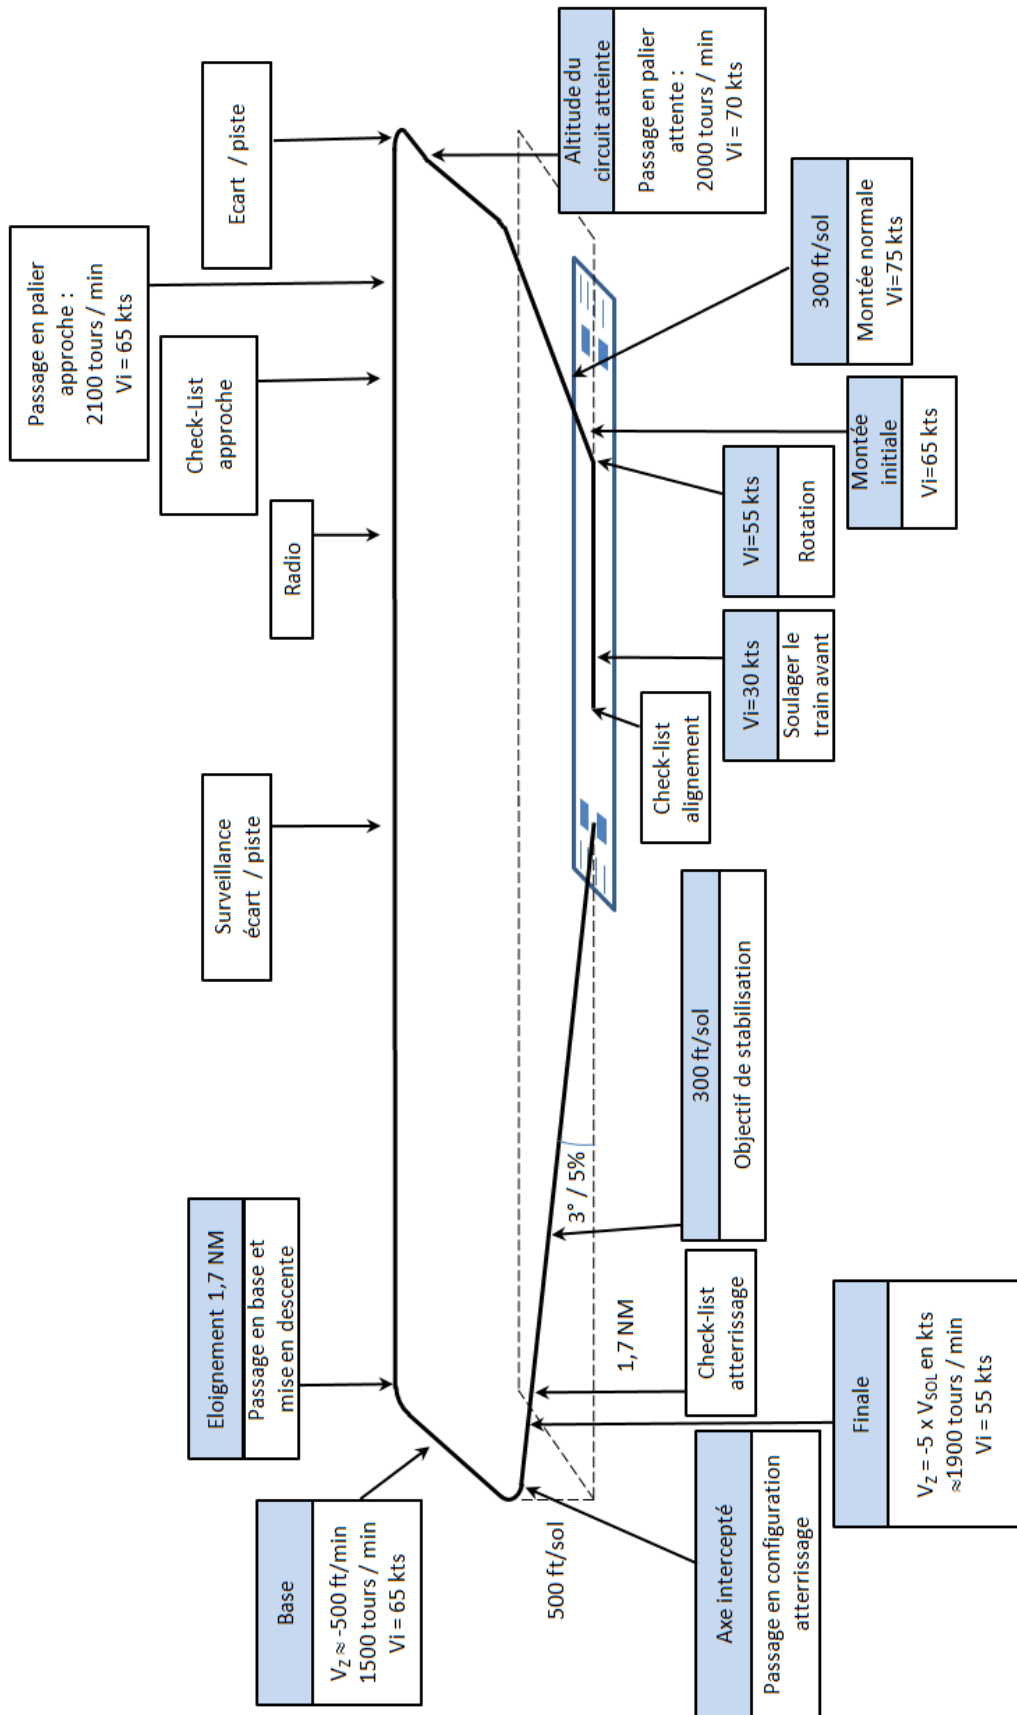 Passage en palier
approche :
2100 tours / min
Vi = 65 kts
Ecart / piste
Check-List
approche
Radio
Surveillance
écart / piste
Eloignement 1,7 NM
Passage en base et
mise en descente
Base
VZ ≈ -500 ft/min
1500 tours / min
Vi = 65 kts
500 ft/sol
Axe intercepté
Passage en configuration
atterrissage
Finale
VZ = -5 x VSOL en kts
≈1900 tours / min
Vi = 55 kts
Check-list
atterrissage
1,7 NM
3° / 5%
300 ft/sol
Objectif de stabilisation
Check-list
alignement
Vi=30 kts
Soulager le
train avant
Vi=55 kts
Rotation
Montée
initiale
Vi=65 kts
300 ft/sol
Montée normale
Vi=75 kts
Altitude du
circuit atteinte
Passage en palier
attente :
2000 tours / min
Vi = 70 kts